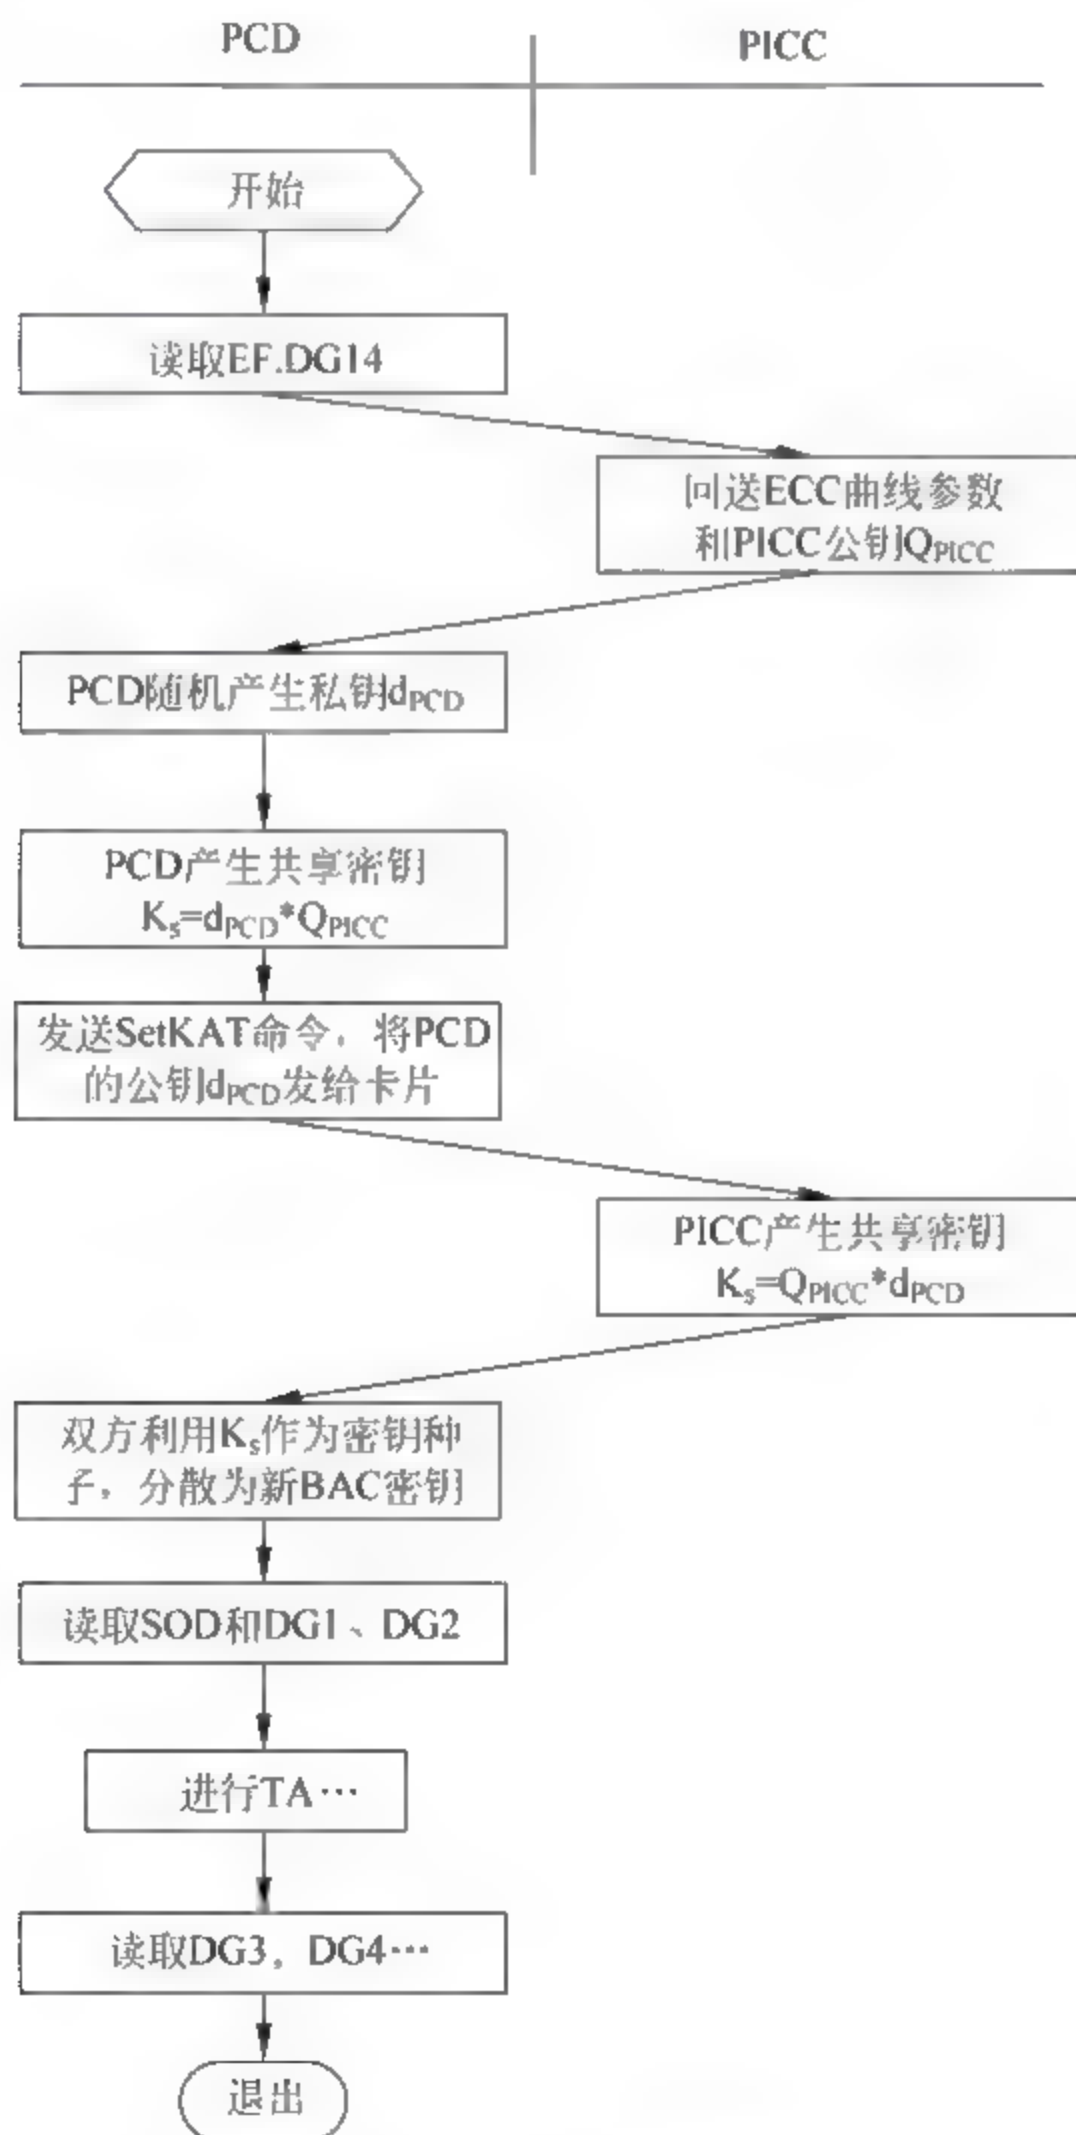 PCD
PICC
开始
读取EF.DG14
回送ECC曲线参数
和PICC公钥QPICC
PCD随机产生私钥dPCD
PCD产生共享密钥
Ks=dPCD*QPICC
发送SetKAT命令，将PCD
的公钥dPCD发给卡片
PICC产生共享密钥
Ks=QPICC*dPCD
双方利用Ks作为密钥种
子，分散为新BAC密钥
读取SOD和DG1、DG2
进行TA…
读取DG3，DG4…
退出